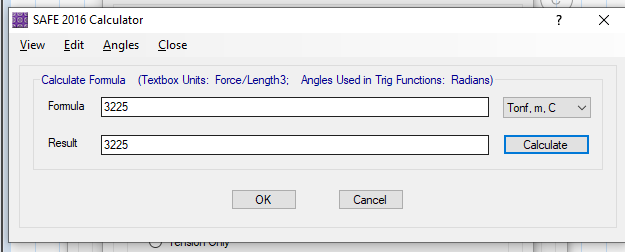 SAFE 2016 Calculator
View Edit Angles Close
Calculate Formula (Textbox Units: Force/Length3; Angles Used in Trig Functions: Radians)
Formula 3225 Tonf, m, C
Result 3225 Calculate
OK Cancel
Tension Only